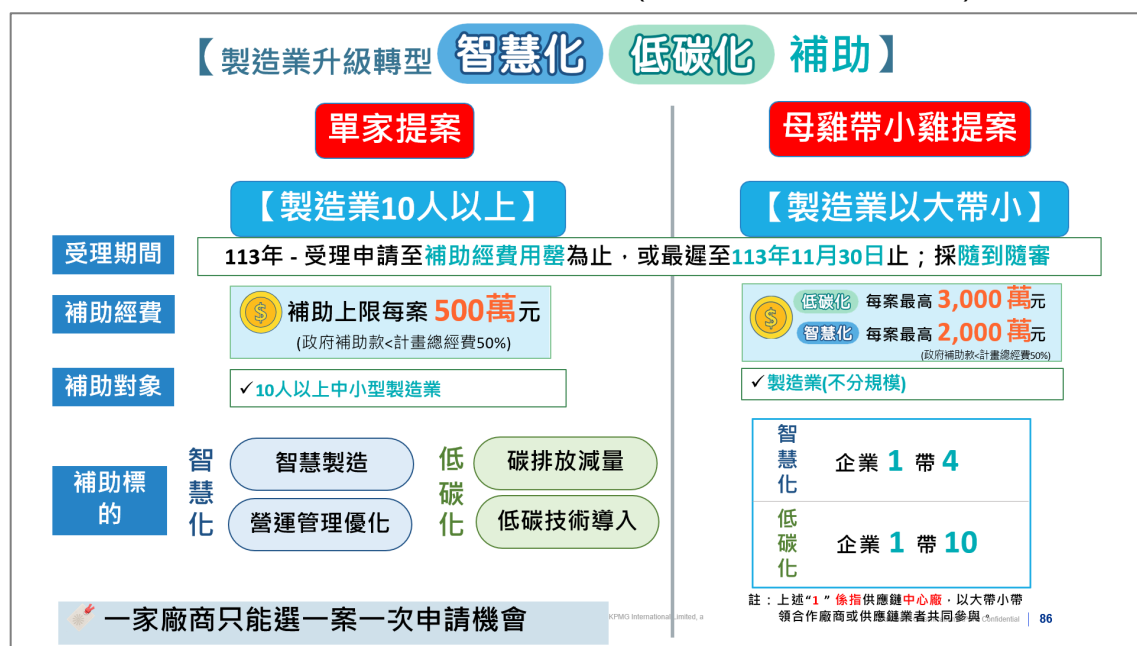 【製造業升級轉型 智慧化 低碳化 補助】
單家提案
母雞帶小雞提案
【製造業10人以上】
【製造業以大帶小】
受理期間
113年 - 受理申請至補助經費用罄為止，或最遲至113年11月30日止；採隨到隨審
補助經費
補助上限每案 500萬元
(政府補助款<計畫總經費50%)
低碳化 每案最高 3,000 萬元
智慧化 每案最高 2,000 萬元
(政府補助款<計畫總經費50%)
補助對象
✓10人以上中小型製造業
✓製造業(不分規模)
補助標的
智慧化
智慧製造
營運管理優化
低碳化
碳排放減量
低碳技術導入
智慧化
企業 1 帶 4
低碳化
企業 1 帶 10
註：上述“1 ” 係指供應鏈中心廠，以大帶小帶
領合作廠商或供應鏈業者共同參與。
一家廠商只能選一案一次申請機會
KPMG International Limited, a
Confidential
86